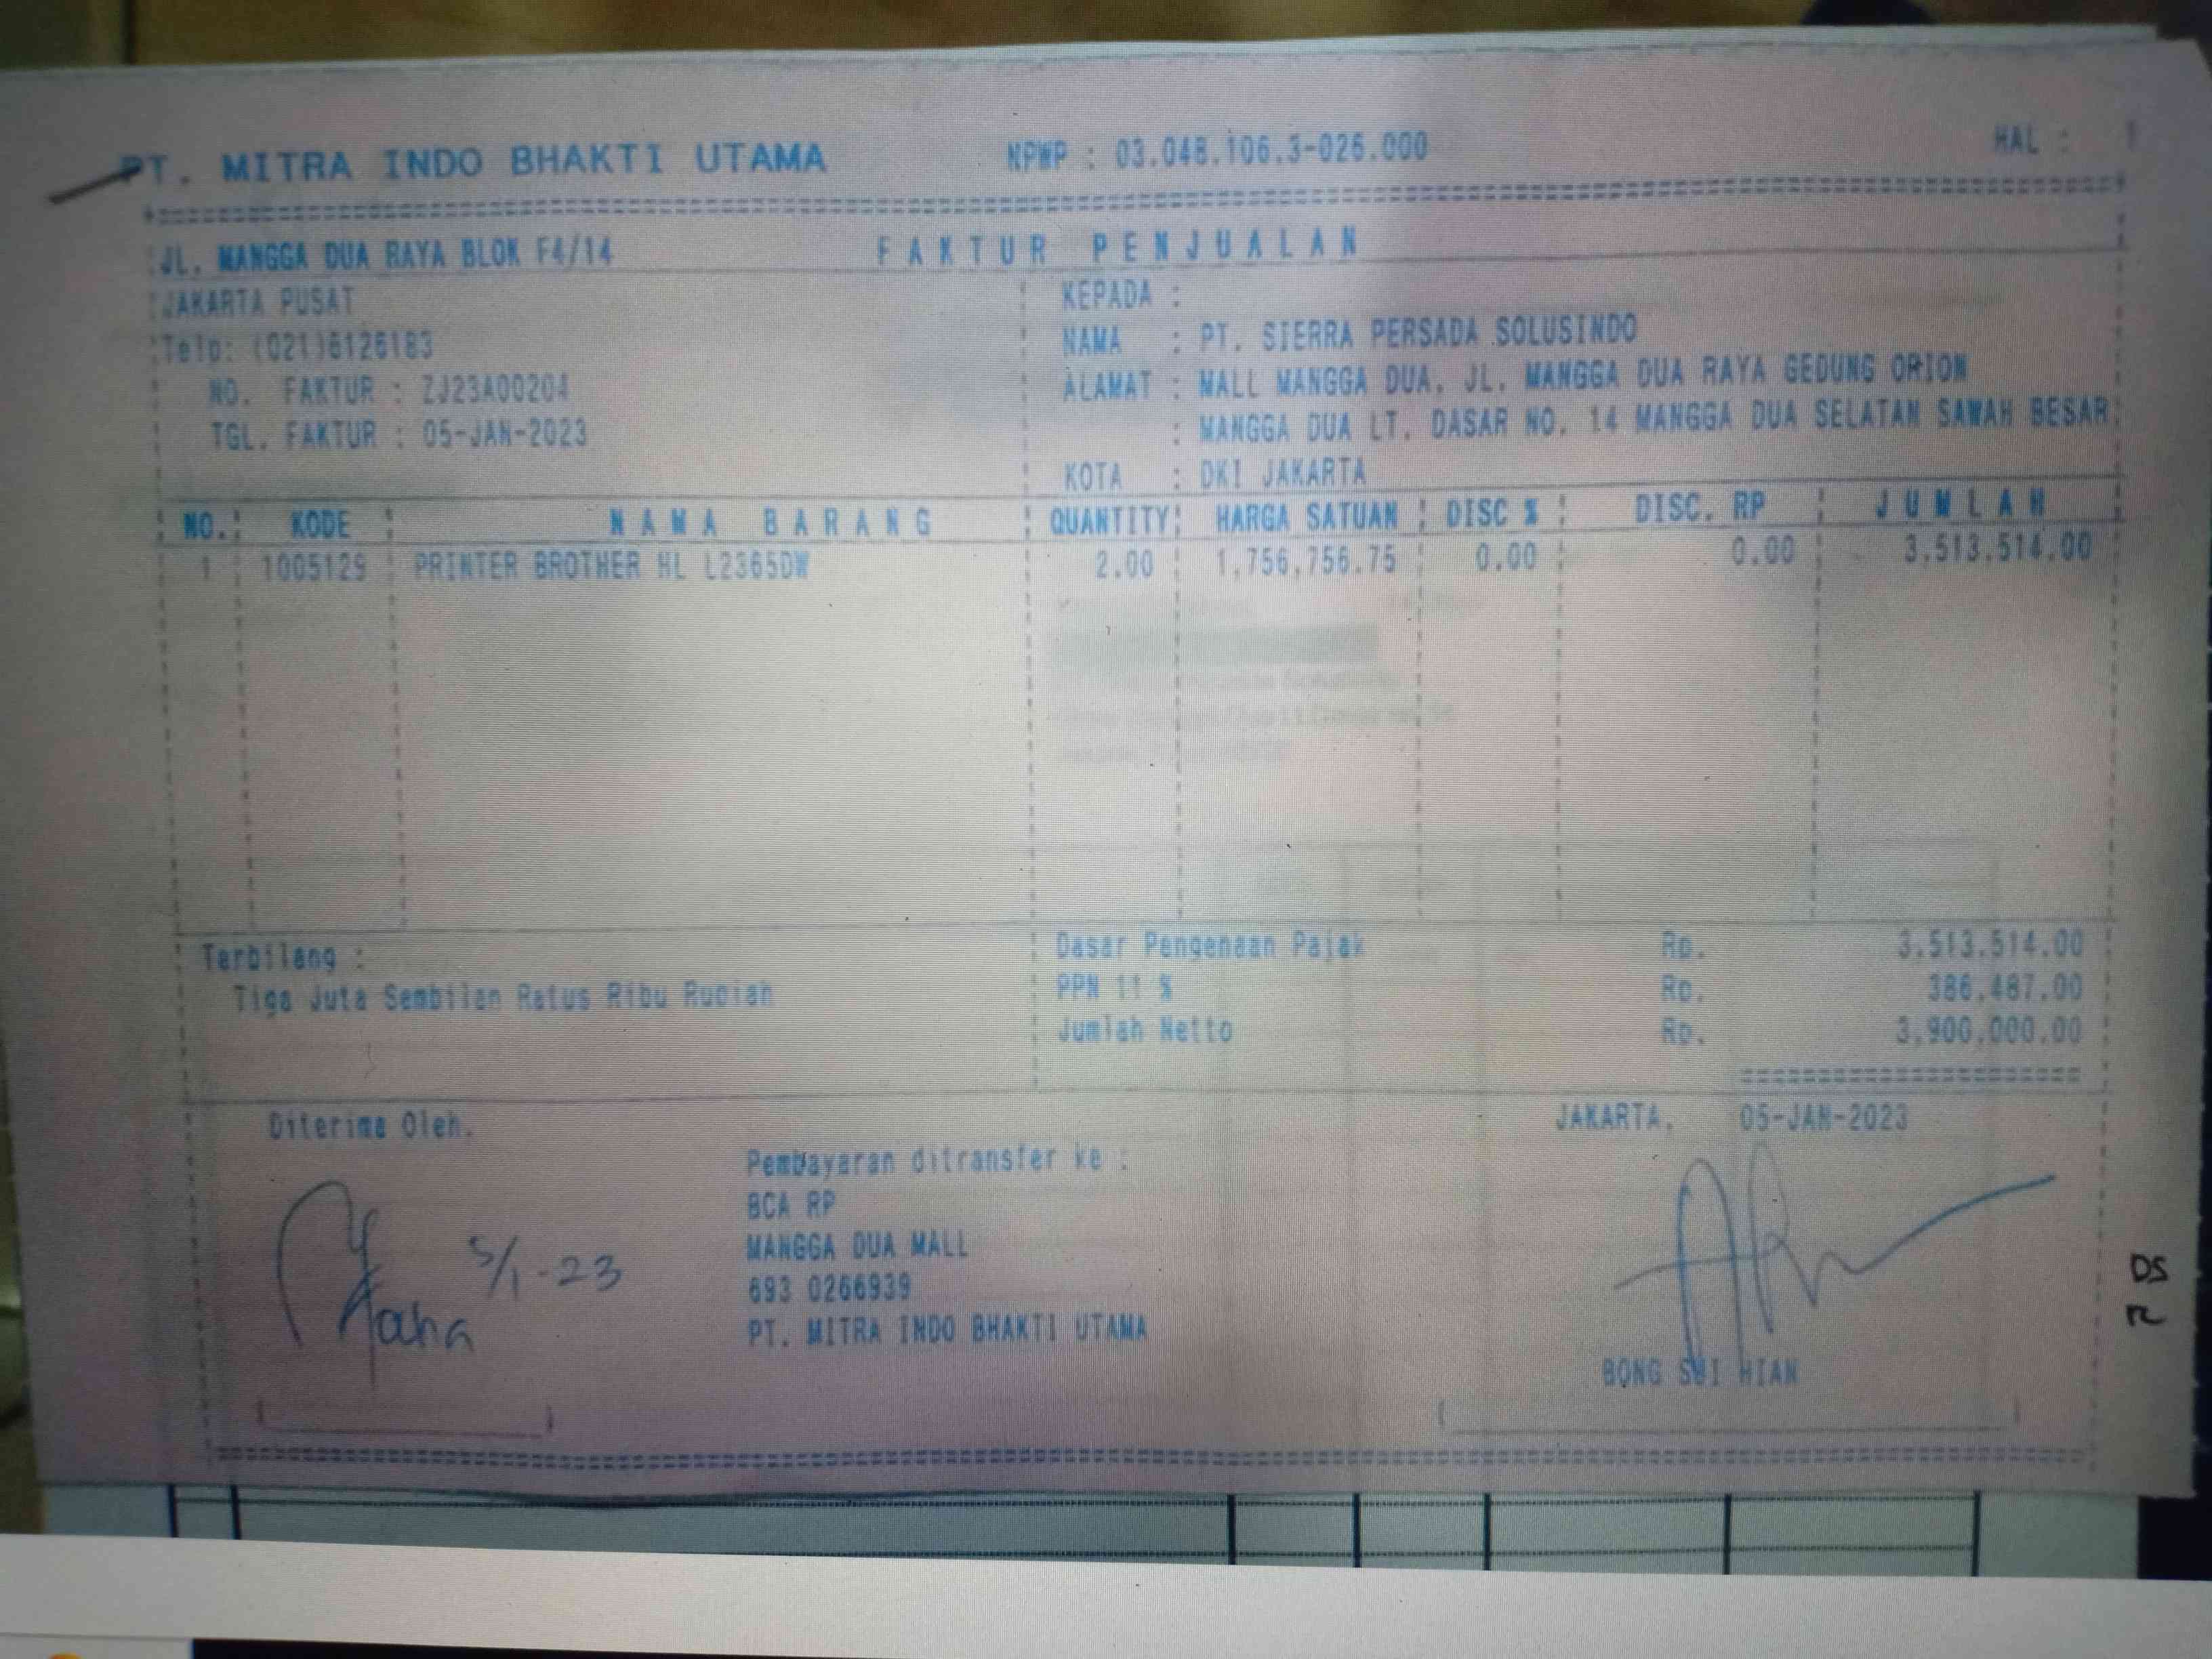 PT. MITRA INDO BHAKTI UTAMA NPWP : 03.048.106.3-026.000 HAL : 1
JL. MANGGA DUA RAYA BLOK F4/14 FAKTUR PENJUALAN
JAKARTA PUSAT
Telp: (021)6126183
NO. FAKTUR : ZJ23A00204
TGL. FAKTUR : 05-JAN-2023
KEPADA :
NAMA : PT. SIERRA PERSADA SOLUSINDO
ALAMAT : MALL MANGGA DUA, JL. MANGGA DUA RAYA GEDUNG ORION
: MANGGA DUA LT. DASAR NO. 14 MANGGA DUA SELATAN SAWAH BESAR
KOTA : DKI JAKARTA
NO. KODE NAMA BARANG QUANTITY HARGA SATUAN DISC % DISC. RP JUMLAH
1 1005129 PRINTER BROTHER HL L2365DW 2.00 1,756,756.75 0.00 0.00 3,513,514.00
Terbilang :
Tiga Juta Sembilan Ratus Ribu Rupiah
Dasar Pengenaan Pajak Rp. 3,513,514.00
PPN 11 % Rp. 386,487.00
Jumlah Netto Rp. 3,900,000.00
Diterima Oleh,
5/1-23
Pembayaran ditransfer ke :
BCA RP
MANGGA DUA MALL
693 0266939
PT. MITRA INDO BHAKTI UTAMA
JAKARTA, 05-JAN-2023
BONG SUI HIAN
DS